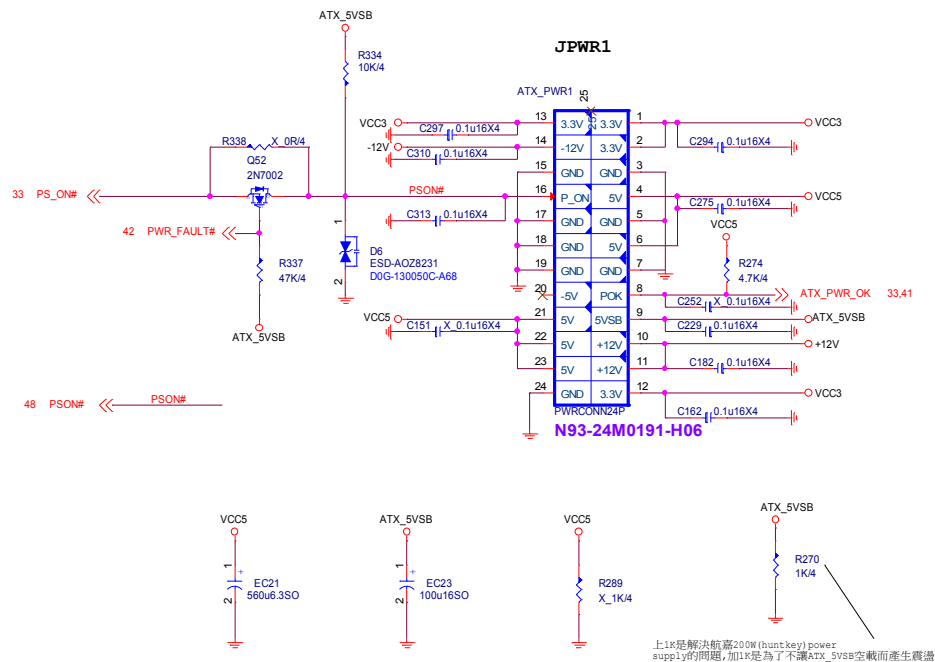 ATX_5VSB
R334
10K/4
JPWR1
ATX_PWR1
25
25
R338
X_0R/4
Q52
2N7002
33 PS_ON#
42 PWR_FAULT#
R337
47K/4
ATX_5VSB
48 PSON#
PSON#
PSON#
1
2
D6
ESD-AOZ8231
D0G-130050C-A68
VCC3
C297
0.1u16X4
-12V
C310
0.1u16X4
C313
0.1u16X4
VCC5
C151
X_0.1u16X4
13 3.3V 3.3V 1
14 -12V 3.3V 2
15 GND GND 3
16 P_ON 5V 4
17 GND GND 5
18 GND 5V 6
19 GND GND 7
20 -5V POK 8
21 5V 5VSB 9
22 5V +12V 10
23 5V +12V 11
24 GND 3.3V 12
PWRCONN24P
N93-24M0191-H06
VCC3
C294
0.1u16X4
VCC5
C275
0.1u16X4
VCC5
R274
4.7K/4
ATX_PWR_OK 33,41
C252
X_0.1u16X4
ATX_5VSB
C229
0.1u16X4
+12V
C182
0.1u16X4
VCC3
C162
0.1u16X4
VCC5
1
+
2
EC21
560u6.3SO
ATX_5VSB
1
+
2
EC23
100u16SO
VCC5
R289
X_1K/4
ATX_5VSB
R270
1K/4
上1K是解決航嘉200W(huntkey)power
supply的問題,加1K是為了不讓ATX_5VSB空載而產生震盪